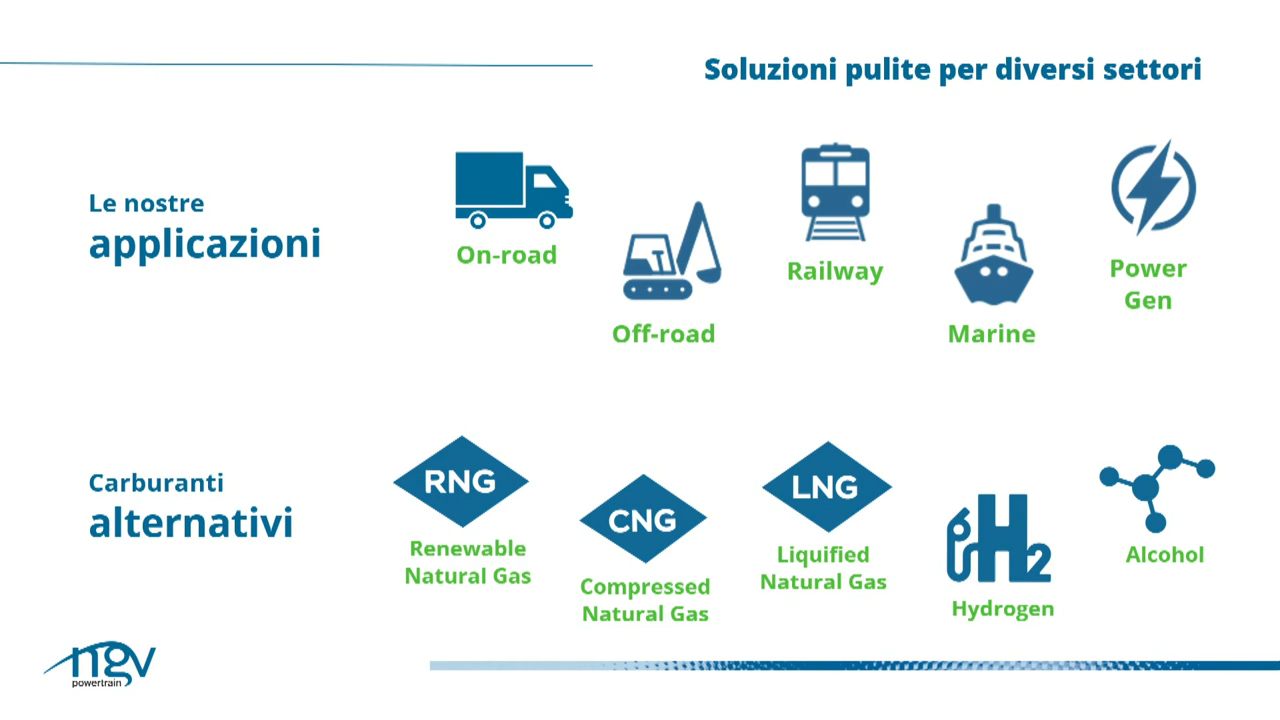 Soluzioni pulite per diversi settori
Le nostre
applicazioni
On-road
Off-road
Railway
Marine
Power
Gen
Carburanti
alternativi
RNG
Renewable
Natural Gas
CNG
Compressed
Natural Gas
LNG
Liquified
Natural Gas
H2
Hydrogen
Alcohol
ngv
powertrain